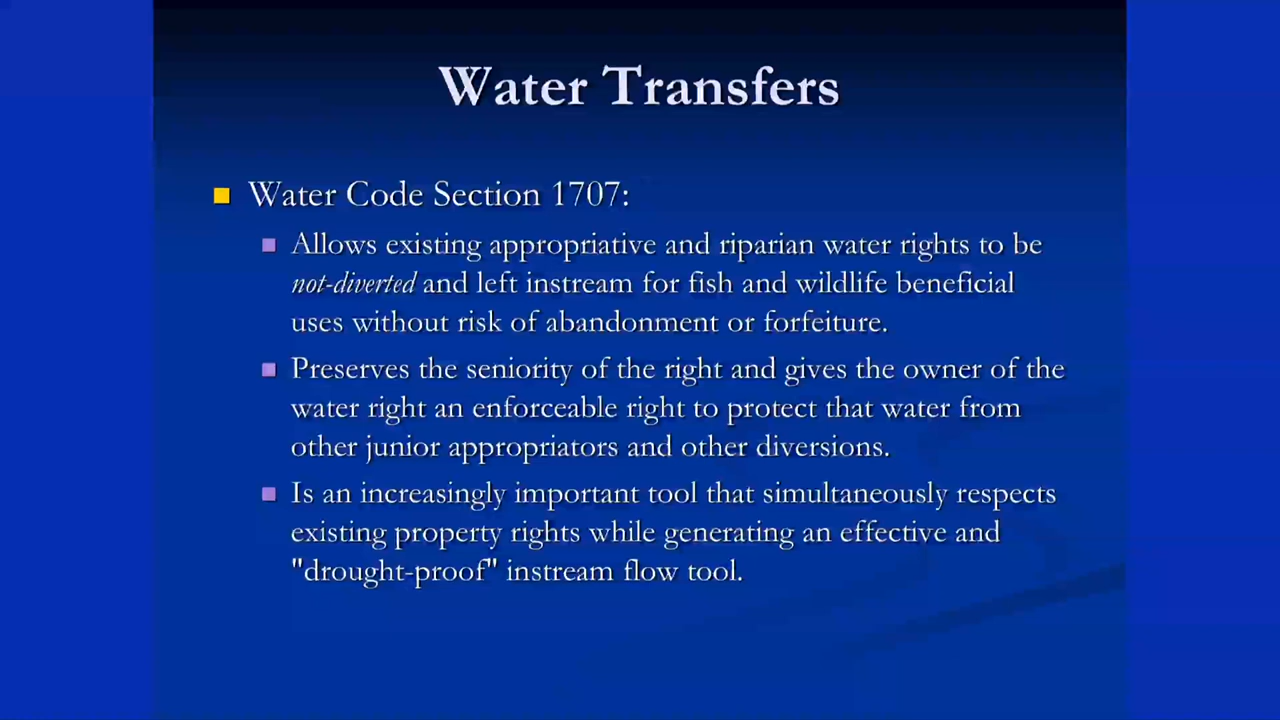 Water Transfers
Water Code Section 1707:
Allows existing appropriative and riparian water rights to be
not-diverted and left instream for fish and wildlife beneficial
uses without risk of abandonment or forfeiture.
Preserves the seniority of the right and gives the owner of the
water right an enforceable right to protect that water from
other junior appropriators and other diversions.
Is an increasingly important tool that simultaneously respects
existing property rights while generating an effective and
"drought-proof" instream flow tool.